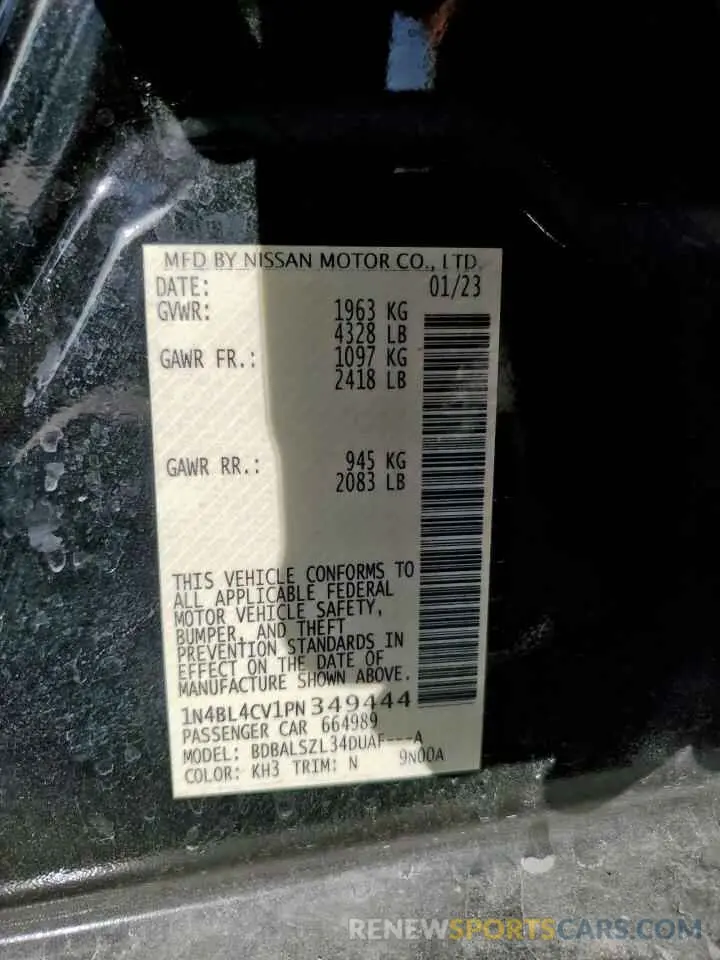 MFD BY NISSAN MOTOR CO., LTD.
DATE: 01/23
GVWR: 1963 KG
4328 LB
GAWR FR.: 1097 KG
2418 LB
GAWR RR.: 945 KG
2083 LB
THIS VEHICLE CONFORMS TO
ALL APPLICABLE FEDERAL
MOTOR VEHICLE SAFETY,
BUMPER, AND THEFT
PREVENTION STANDARDS IN
EFFECT ON THE DATE OF
MANUFACTURE SHOWN ABOVE.
1N4BL4CV1PN349444
PASSENGER CAR 664989
MODEL: BDBALSZL34DUAF---A
COLOR: KH3 TRIM: N 9N00A
RENEWSPORTSCARS.COM